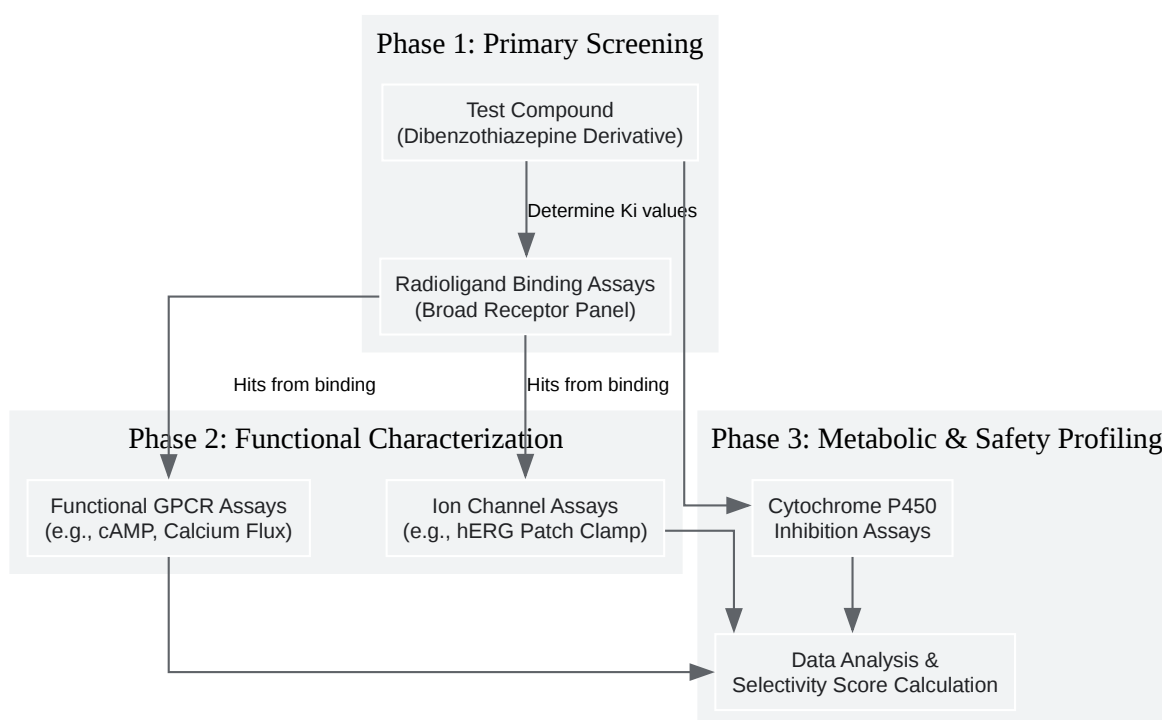 Phase 1: Primary Screening
Test Compound
(Dibenzothiazepine Derivative)
Determine Ki values
Radioligand Binding Assays
(Broad Receptor Panel)
Hits from binding
Hits from binding
Phase 2: Functional Characterization
Phase 3: Metabolic & Safety Profiling
Functional GPCR Assays
(e.g., cAMP, Calcium Flux)
Ion Channel Assays
(e.g., hERG Patch Clamp)
Cytochrome P450
Inhibition Assays
Data Analysis &
Selectivity Score Calculation